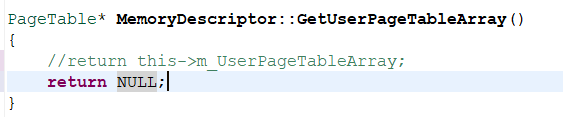 PageTable* MemoryDescriptor::GetUserPageTableArray()
{
//return this->m_UserPageTableArray;
return NULL;
}